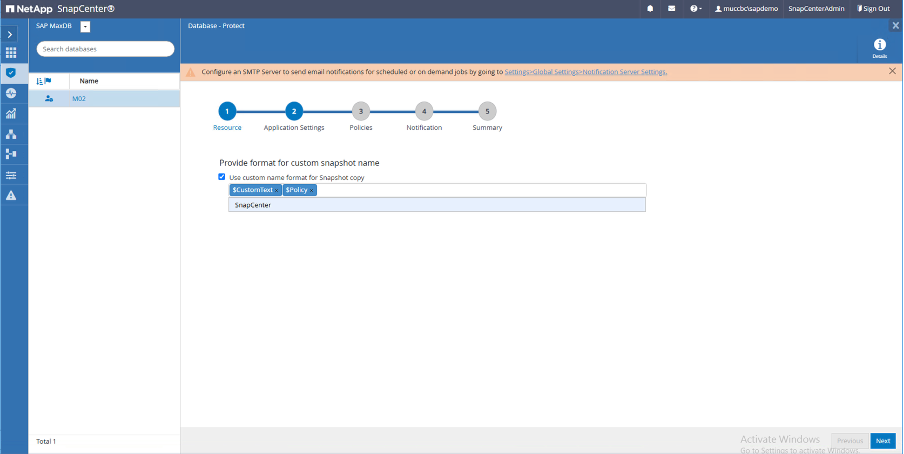 NetApp SnapCenter®
muccbc\sapdemo SnapCenterAdmin Sign Out
SAP MaxDB
Database - Protect
Search databases
Details
Configure an SMTP Server to send email notifications for scheduled or on demand jobs by going to Settings>Global Settings>Notification Server Settings.
Name
M02
1 2 3 4 5
Resource Application Settings Policies Notification Summary
Provide format for custom snapshot name
Use custom name format for Snapshot copy
$CustomText × $Policy ×
SnapCenter
Total 1
Activate Windows
Go to Settings to activate Windows.
Previous Next